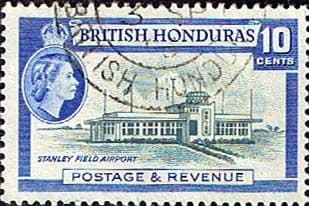 BRITISH HONDURAS
10
CENTS
STANLEY FIELD AIRPORT
POSTAGE & REVENUE